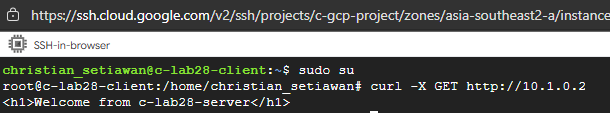 https://ssh.cloud.google.com/v2/ssh/projects/c-gcp-project/zones/asia-southeast2-a/instance
SSH-in-browser
christian_setiawan@c-lab28-client:~$ sudo su
root@c-lab28-client:/home/christian_setiawan# curl -X GET http://10.1.0.2
<h1>Welcome from c-lab28-server</h1>